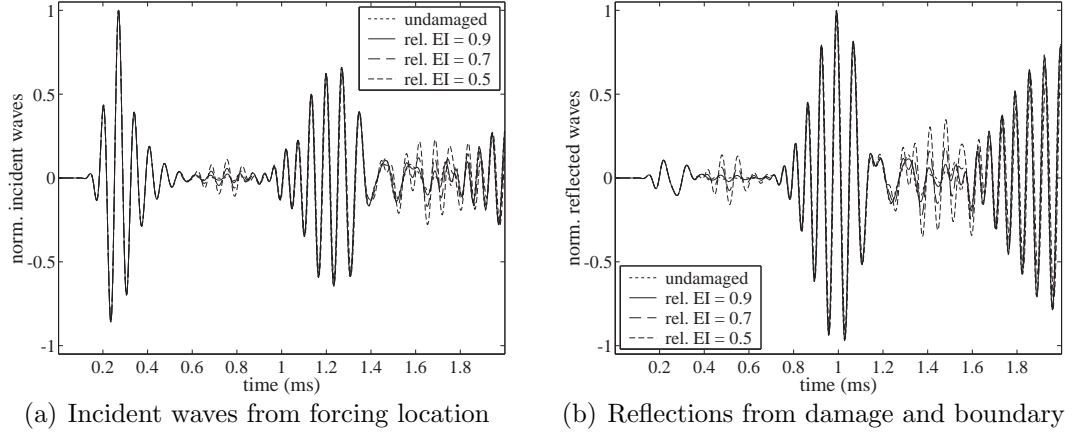 norm. incident waves
1
0.5
0
-0.5
-1
undamaged
rel. EI = 0.9
rel. EI = 0.7
rel. EI = 0.5
0.2 0.4 0.6 0.8 1 1.2 1.4 1.6 1.8
time (ms)
(a) Incident waves from forcing location
norm. reflected waves
1
0.5
0
-0.5
-1
undamaged
rel. EI = 0.9
rel. EI = 0.7
rel. EI = 0.5
0.2 0.4 0.6 0.8 1 1.2 1.4 1.6 1.8
time (ms)
(b) Reflections from damage and boundary